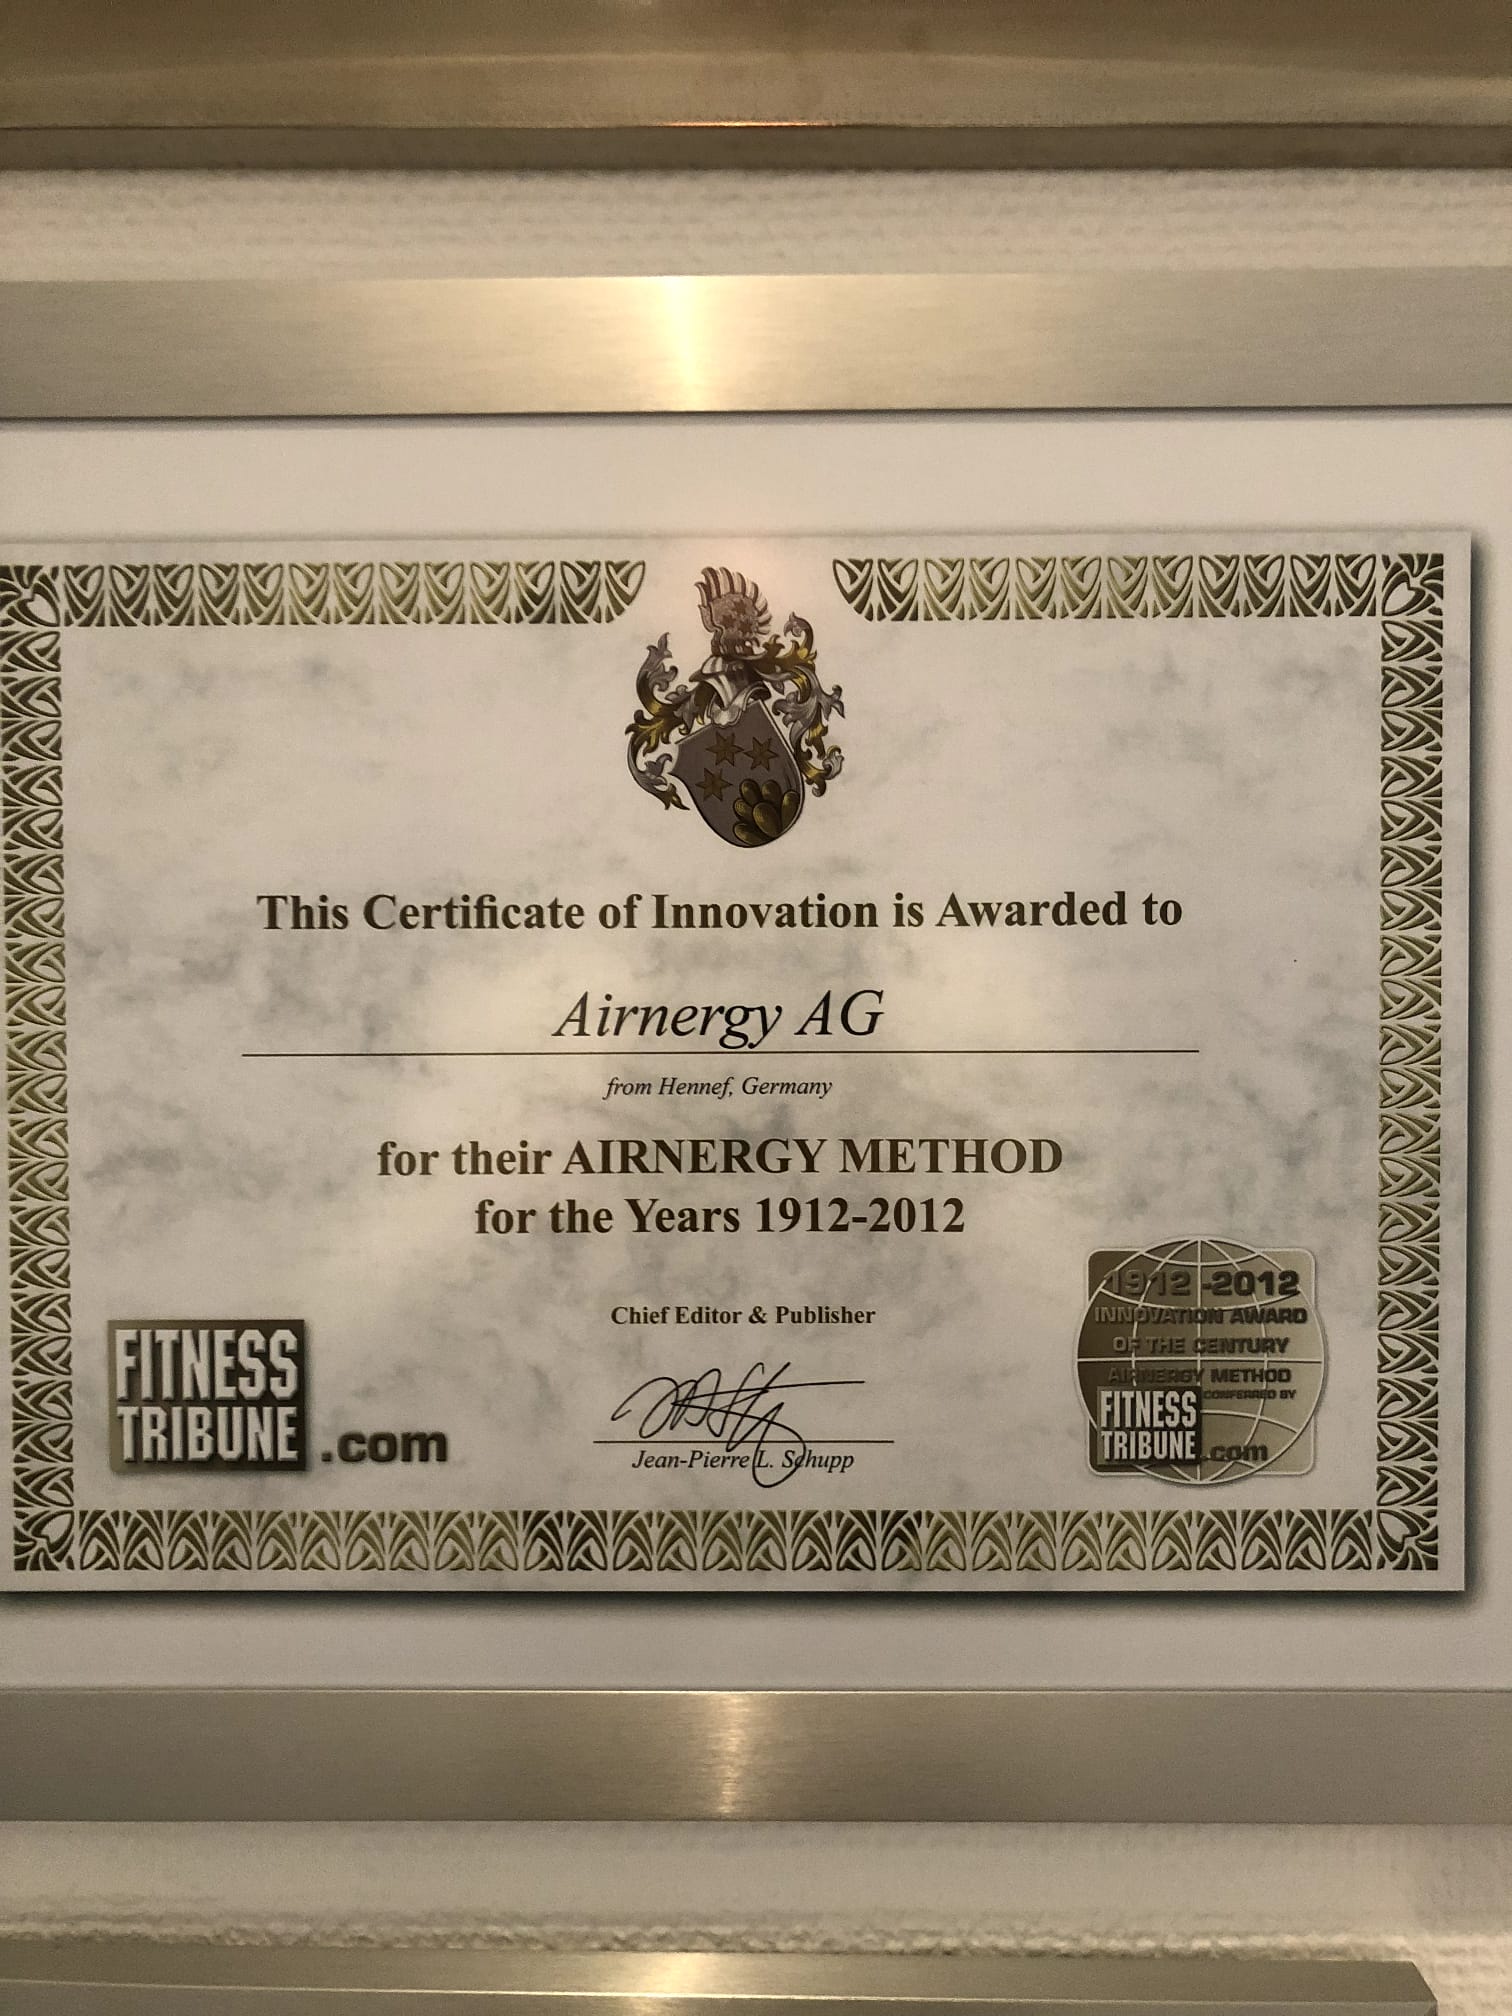 This Certificate of Innovation is Awarded to
Airnergy AG
from Hennef, Germany
for their AIRNERGY METHOD
for the Years 1912-2012
Chief Editor & Publisher
Jean-Pierre L. Schupp
FITNESS
TRIBUNE.com
1912-2012
INNOVATION AWARD
OF THE CENTURY
AIRNERGY METHOD
CONFERRED BY
FITNESS
TRIBUNE.com